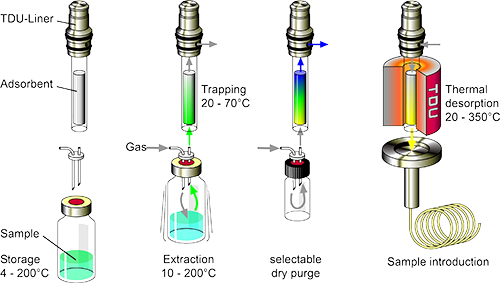 TDU-Liner
Adsorbent
Sample
Storage
4 - 200°C
Trapping
20 - 70°C
Gas
Extraction
10 - 200°C
selectable
dry purge
TDU
Thermal
desorption
20 - 350°C
Sample introduction